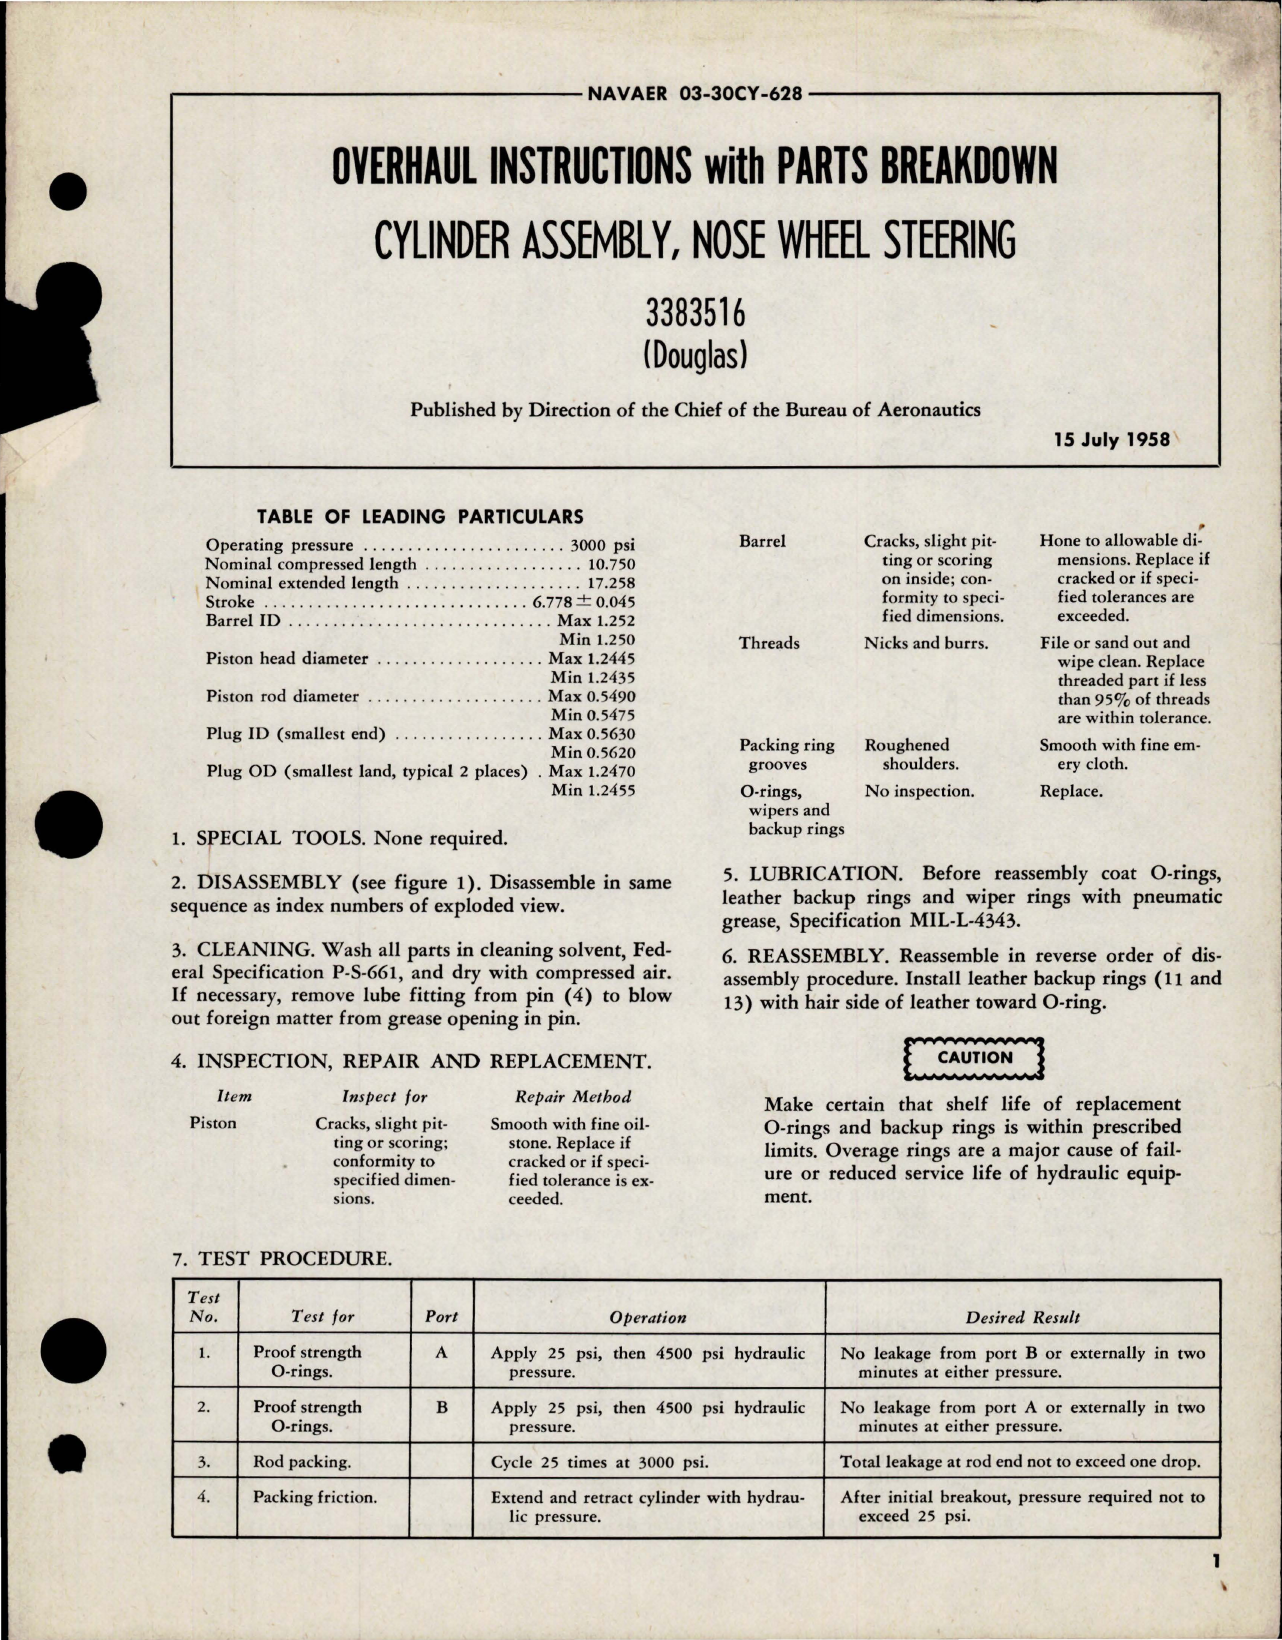 NAVAER 03-30CY-628
OVERHAUL INSTRUCTIONS with PARTS BREAKDOWN
CYLINDER ASSEMBLY, NOSE WHEEL STEERING
3383516
(Douglas)
Published by Direction of the Chief of the Bureau of Aeronautics
15 July 1958
TABLE OF LEADING PARTICULARS
Operating pressure ....................... 3000 psi
Nominal compressed length .................. 10.750
Nominal extended length .................... 17.258
Stroke .............................. 6.778 ± 0.045
Barrel ID .............................. Max 1.252
Min 1.250
Piston head diameter ................... Max 1.2445
Min 1.2435
Piston rod diameter .................... Max 0.5490
Min 0.5475
Plug ID (smallest end) ................. Max 0.5630
Min 0.5620
Plug OD (smallest land, typical 2 places) . Max 1.2470
Min 1.2455
1. SPECIAL TOOLS. None required.
2. DISASSEMBLY (see figure 1). Disassemble in same
sequence as index numbers of exploded view.
3. CLEANING. Wash all parts in cleaning solvent, Fed-
eral Specification P-S-661, and dry with compressed air.
If necessary, remove lube fitting from pin (4) to blow
out foreign matter from grease opening in pin.
4. INSPECTION, REPAIR AND REPLACEMENT.
Item Inspect for Repair Method
Piston Cracks, slight pit- Smooth with fine oil-
ting or scoring; stone. Replace if
conformity to cracked or if speci-
specified dimen- fied tolerance is ex-
sions. ceeded.
Barrel Cracks, slight pit- Hone to allowable di-
ting or scoring mensions. Replace if
on inside; con- cracked or if speci-
formity to speci- fied tolerances are
fied dimensions. exceeded.
Threads Nicks and burrs. File or sand out and
wipe clean. Replace
threaded part if less
than 95% of threads
are within tolerance.
Packing ring Roughened Smooth with fine em-
grooves shoulders. ery cloth.
O-rings, No inspection. Replace.
wipers and
backup rings
5. LUBRICATION. Before reassembly coat O-rings,
leather backup rings and wiper rings with pneumatic
grease, Specification MIL-L-4343.
6. REASSEMBLY. Reassemble in reverse order of dis-
assembly procedure. Install leather backup rings (11 and
13) with hair side of leather toward O-ring.
CAUTION
Make certain that shelf life of replacement
O-rings and backup rings is within prescribed
limits. Overage rings are a major cause of fail-
ure or reduced service life of hydraulic equip-
ment.
7. TEST PROCEDURE.
Test
No. Test for Port Operation Desired Result
1. Proof strength A Apply 25 psi, then 4500 psi hydraulic No leakage from port B or externally in two
O-rings. pressure. minutes at either pressure.
2. Proof strength B Apply 25 psi, then 4500 psi hydraulic No leakage from port A or externally in two
O-rings. pressure. minutes at either pressure.
3. Rod packing. Cycle 25 times at 3000 psi. Total leakage at rod end not to exceed one drop.
4. Packing friction. Extend and retract cylinder with hydrau- After initial breakout, pressure required not to
lic pressure. exceed 25 psi.
1